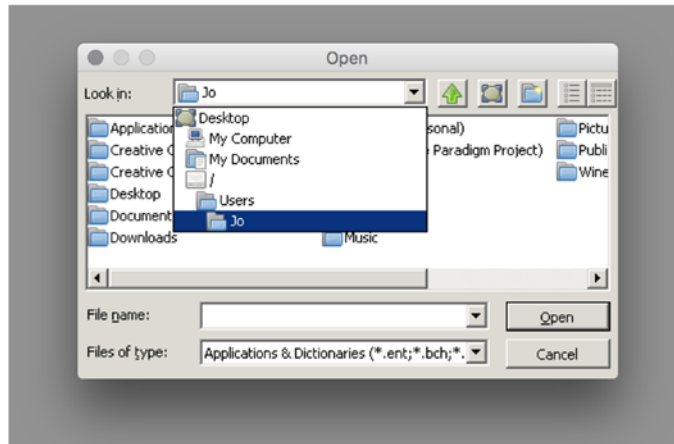 Open
Look in:
Jo
Desktop
My Computer
My Documents
/
Users
Jo
Application
Creative C
Creative C
Desktop
Document
Downloads
sonal)
Paradigm Project)
Music
Pictu
Publi
Wine
File name:
Open
Files of type:
Applications & Dictionaries (*.ent;*.bch;*.
Cancel